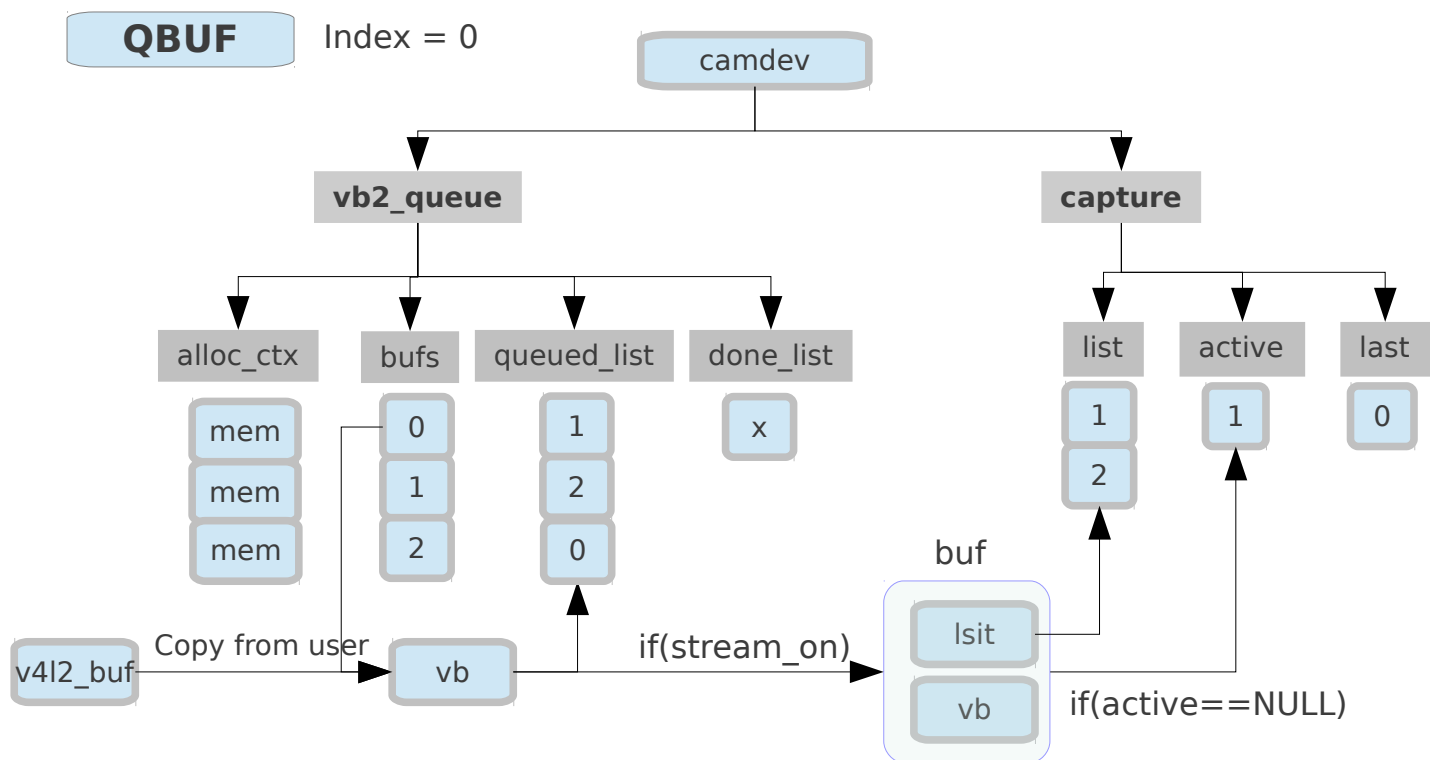 QBUF
Index = 0
camdev
vb2_queue
capture
alloc_ctx
bufs
queued_list
done_list
list
active
last
mem
mem
mem
0
1
2
1
2
0
x
1
2
1
0
buf
lsit
vb
v4l2_buf
Copy from user
vb
if(stream_on)
if(active==NULL)